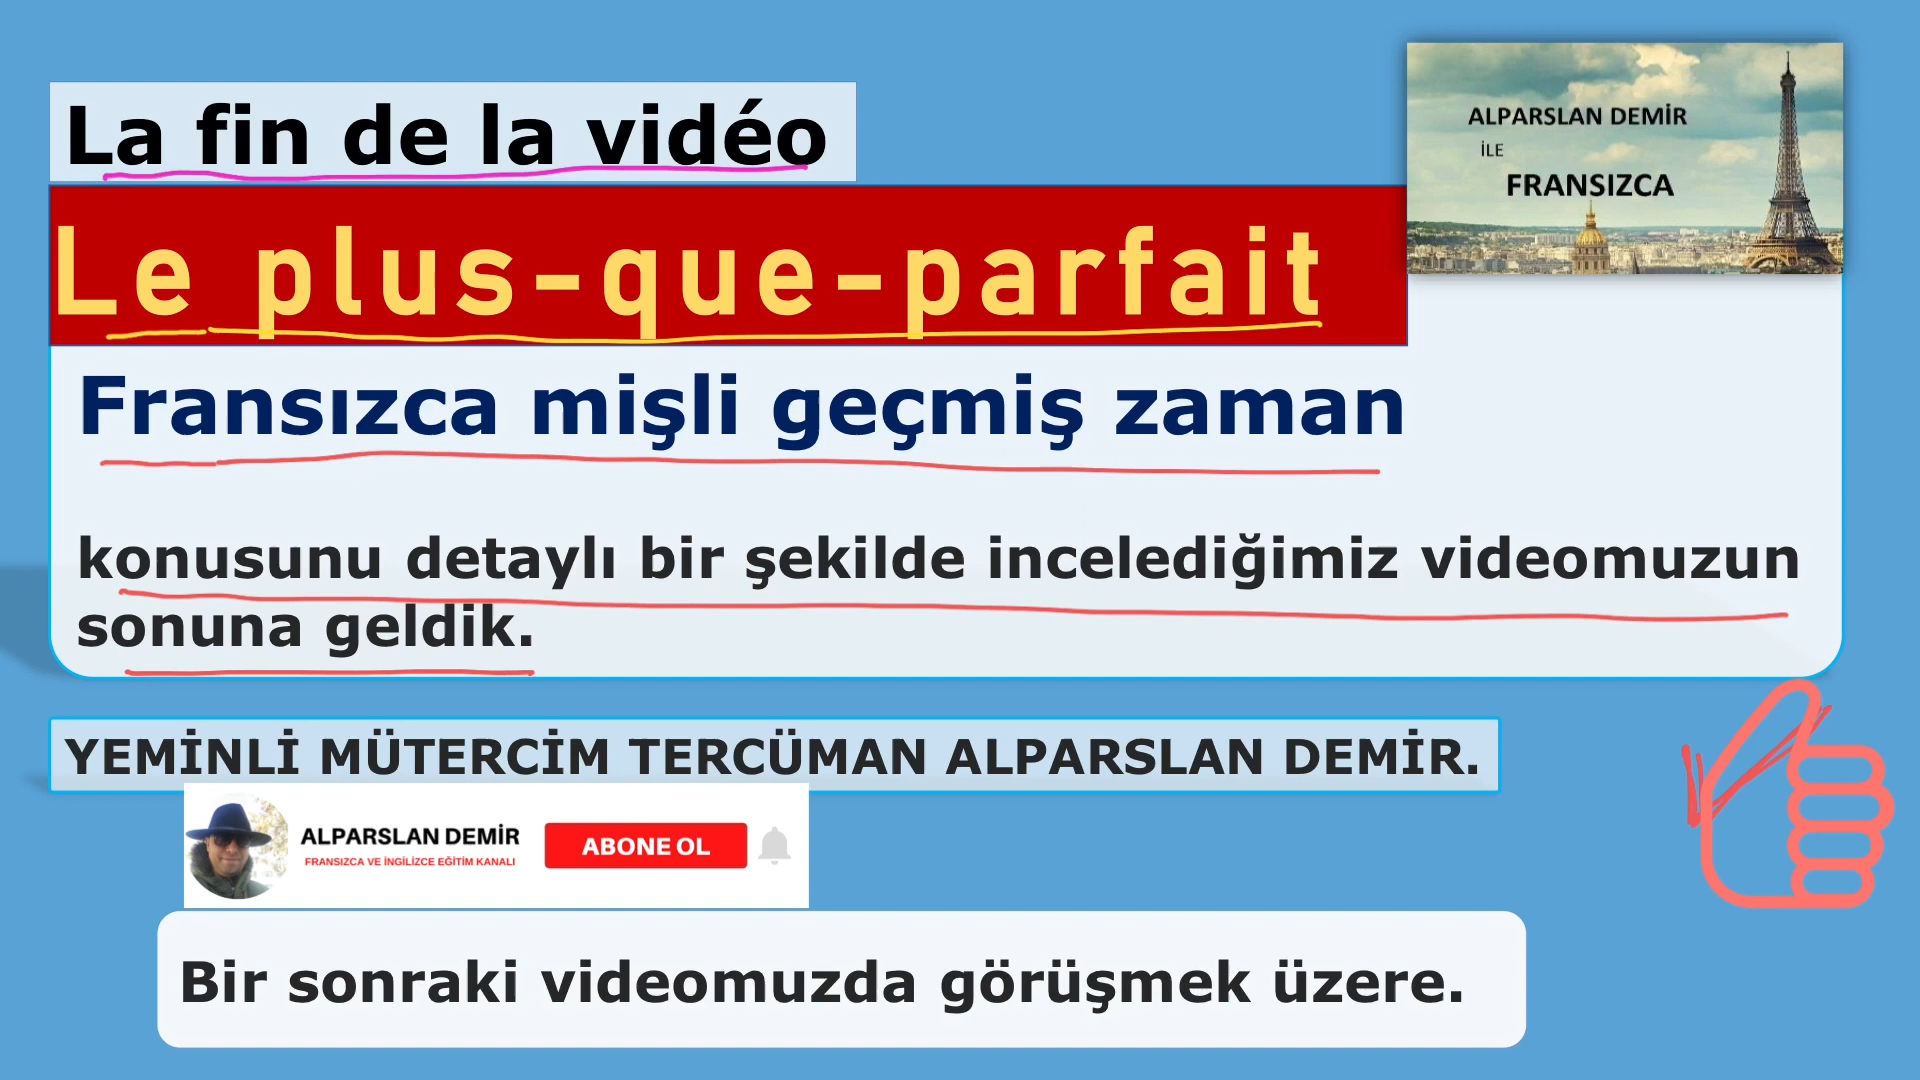 La fin de la vidéo
ALPARSLAN DEMİR
İLE
FRANSIZCA
Le plus-que-parfait
Fransızca mişli geçmiş zaman
konusunu detaylı bir şekilde incelediğimiz videomuzun
sonuna geldik.
YEMİNLİ MÜTERCİM TERCÜMAN ALPARSLAN DEMİR.
ALPARSLAN DEMİR
FRANSIZCA VE İNGİLİZCE EĞİTİM KANALI
ABONE OL
Bir sonraki videomuzda görüşmek üzere.